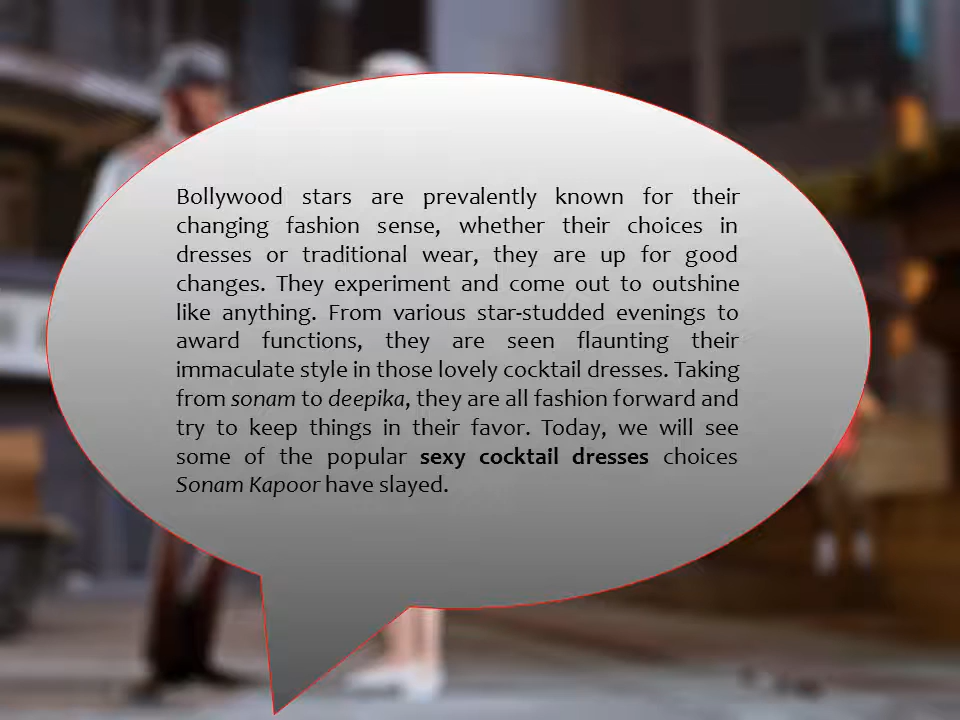 Bollywood stars are prevalently known for their
changing fashion sense, whether their choices in
dresses or traditional wear, they are up for good
changes. They experiment and come out to outshine
like anything. From various star-studded evenings to
award functions, they are seen flaunting their
immaculate style in those lovely cocktail dresses. Taking
from sonam to deepika, they are all fashion forward and
try to keep things in their favor. Today, we will see
some of the popular sexy cocktail dresses choices
Sonam Kapoor have slayed.